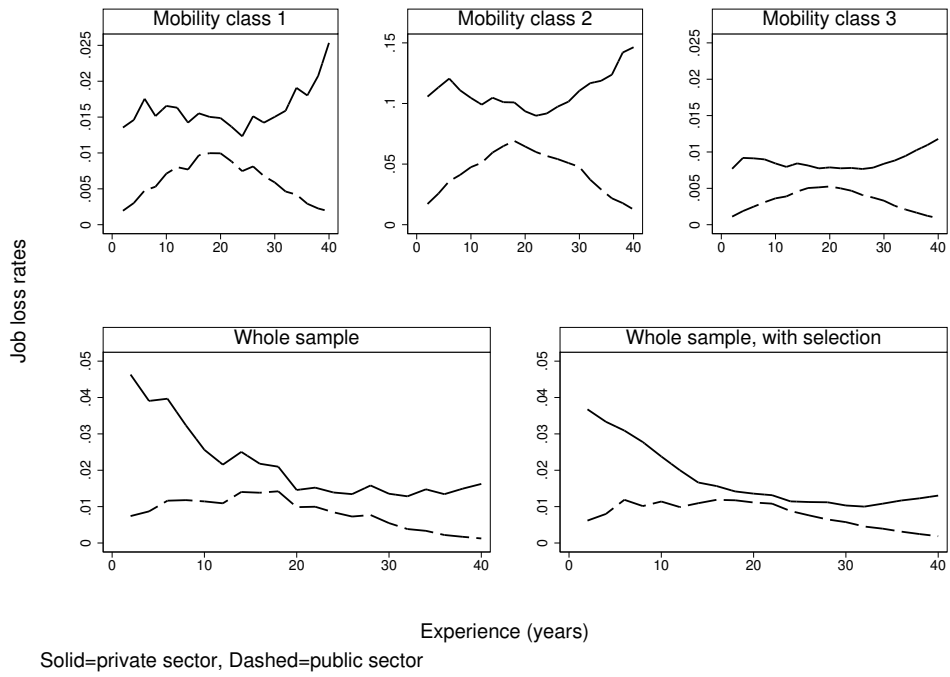 Mobility class 1
Mobility class 2
Mobility class 3
.025
.02
.015
.01
.005
0
0 10 20 30 40
.15
.1
.05
0
0 10 20 30 40
.025
.02
.015
.01
.005
0
0 10 20 30 40
Job loss rates
Whole sample
Whole sample, with selection
.05
.04
.03
.02
.01
0
0 10 20 30 40
.05
.04
.03
.02
.01
0
0 10 20 30 40
Experience (years)
Solid=private sector, Dashed=public sector